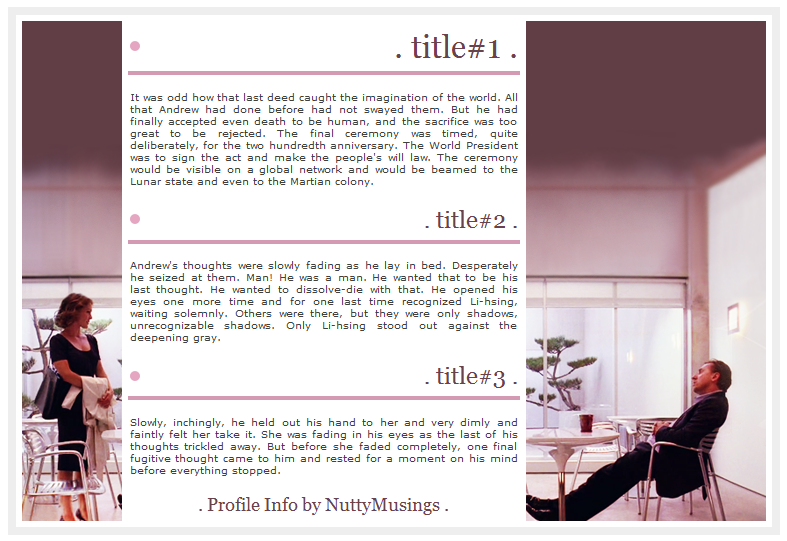 . title#1 .
It was odd how that last deed caught the imagination of the world. All
that Andrew had done before had not swayed them. But he had
finally accepted even death to be human, and the sacrifice was too
great to be rejected. The final ceremony was timed, quite
deliberately, for the two hundredth anniversary. The World President
was to sign the act and make the people's will law. The ceremony
would be visible on a global network and would be beamed to the
Lunar state and even to the Martian colony.
. title#2 .
Andrew's thoughts were slowly fading as he lay in bed. Desperately
he seized at them. Man! He was a man. He wanted that to be his
last thought. He wanted to dissolve-die with that. He opened his
eyes one more time and for one last time recognized Li-hsing,
waiting solemnly. Others were there, but they were only shadows,
unrecognizable shadows. Only Li-hsing stood out against the
deepening gray.
. title#3 .
Slowly, inchingly, he held out his hand to her and very dimly and
faintly felt her take it. She was fading in his eyes as the last of his
thoughts trickled away. But before she faded completely, one final
fugitive thought came to him and rested for a moment on his mind
before everything stopped.
. Profile Info by NuttyMusings .